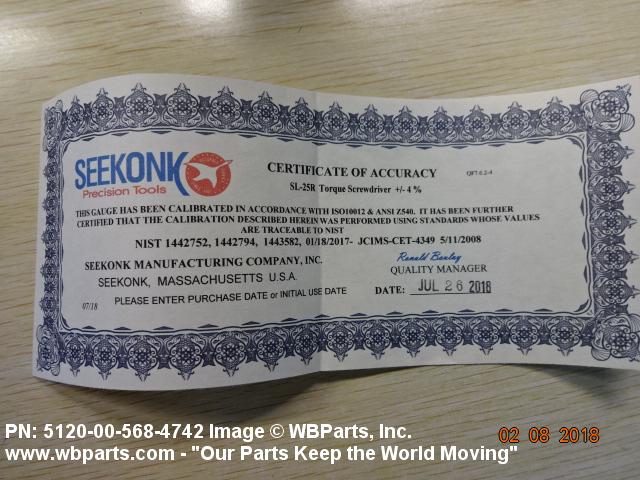 SEEKONK
Precision Tools
CERTIFICATE OF ACCURACY
QF7.6.2-4
SL-25R Torque Screwdriver +/- 4 %
THIS GAUGE HAS BEEN CALIBRATED IN ACCORDANCE WITH ISO10012 & ANSI Z540. IT HAS BEEN FURTHER
CERTIFIED THAT THE CALIBRATION DESCRIBED HEREIN WAS PERFORMED USING STANDARDS WHOSE VALUES
ARE TRACEABLE TO NIST
NIST 1442752, 1442794, 1443582, 01/18/2017- JCIMS-CET-4349 5/11/2008
SEEKONK MANUFACTURING COMPANY, INC.
SEEKONK, MASSACHUSETTS U.S.A.
Ronald
QUALITY MANAGER
PLEASE ENTER PURCHASE DATE or INITIAL USE DATE
DATE: JUL 26 2018
07/18
PN: 5120-00-568-4742 Image © WBParts, Inc.
02 08 2018
www.wbparts.com - "Our Parts Keep the World Moving"